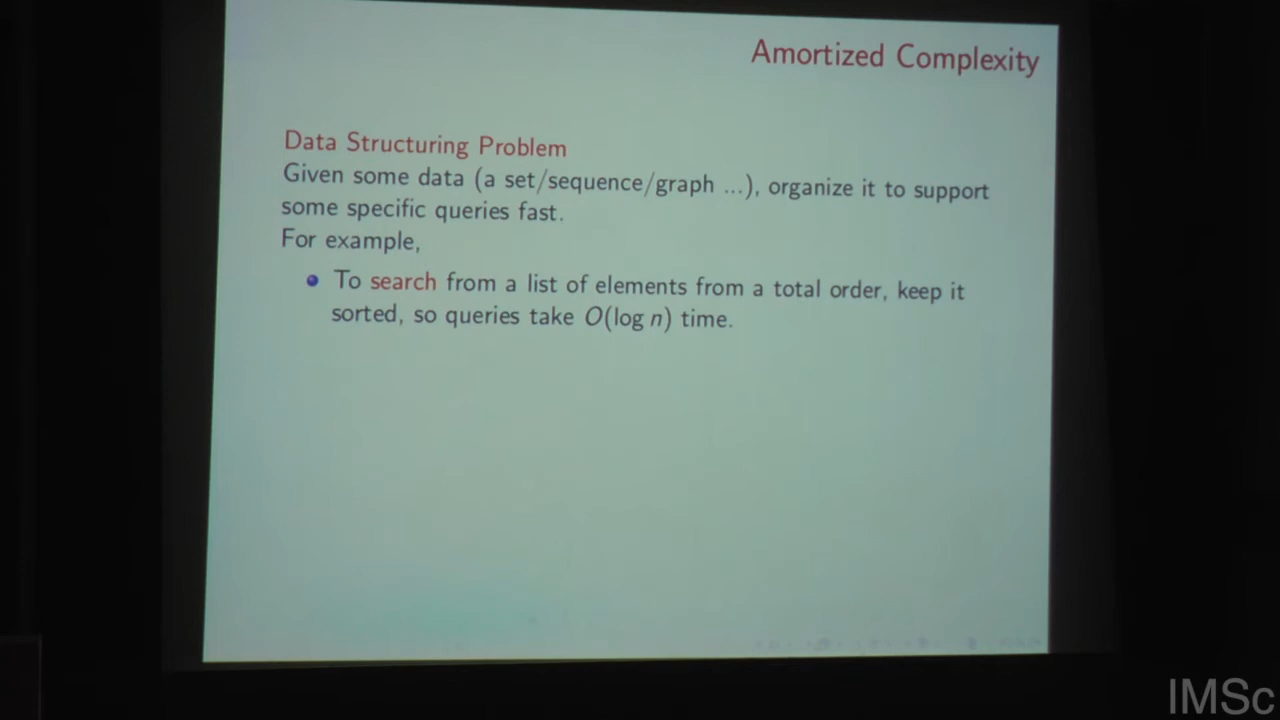 Amortized Complexity
Data Structuring Problem
Given some data (a set/sequence/graph ...), organize it to support
some specific queries fast.
For example,
To search from a list of elements from a total order, keep it
sorted, so queries take O(log n) time.
IMSc